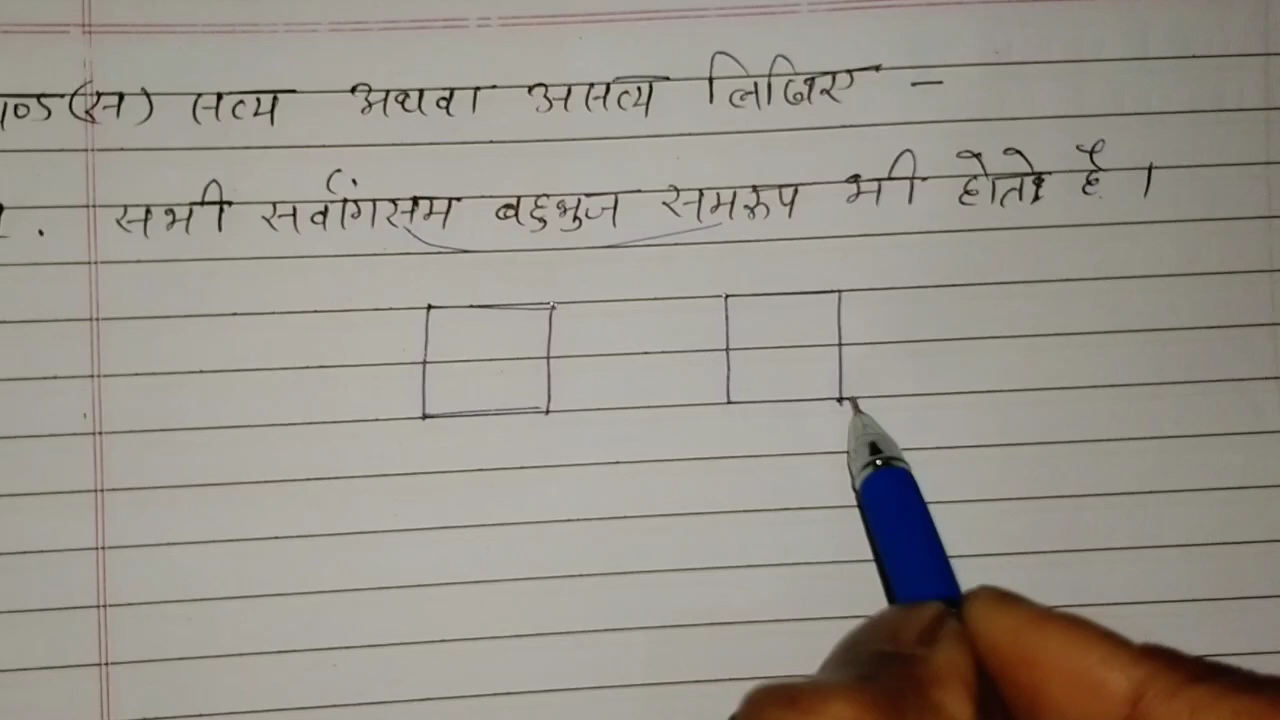 (स) सत्य अथवा असत्य लिखिए -
सभी सर्वांगसम बहुभुज समरूप भी होते है ।